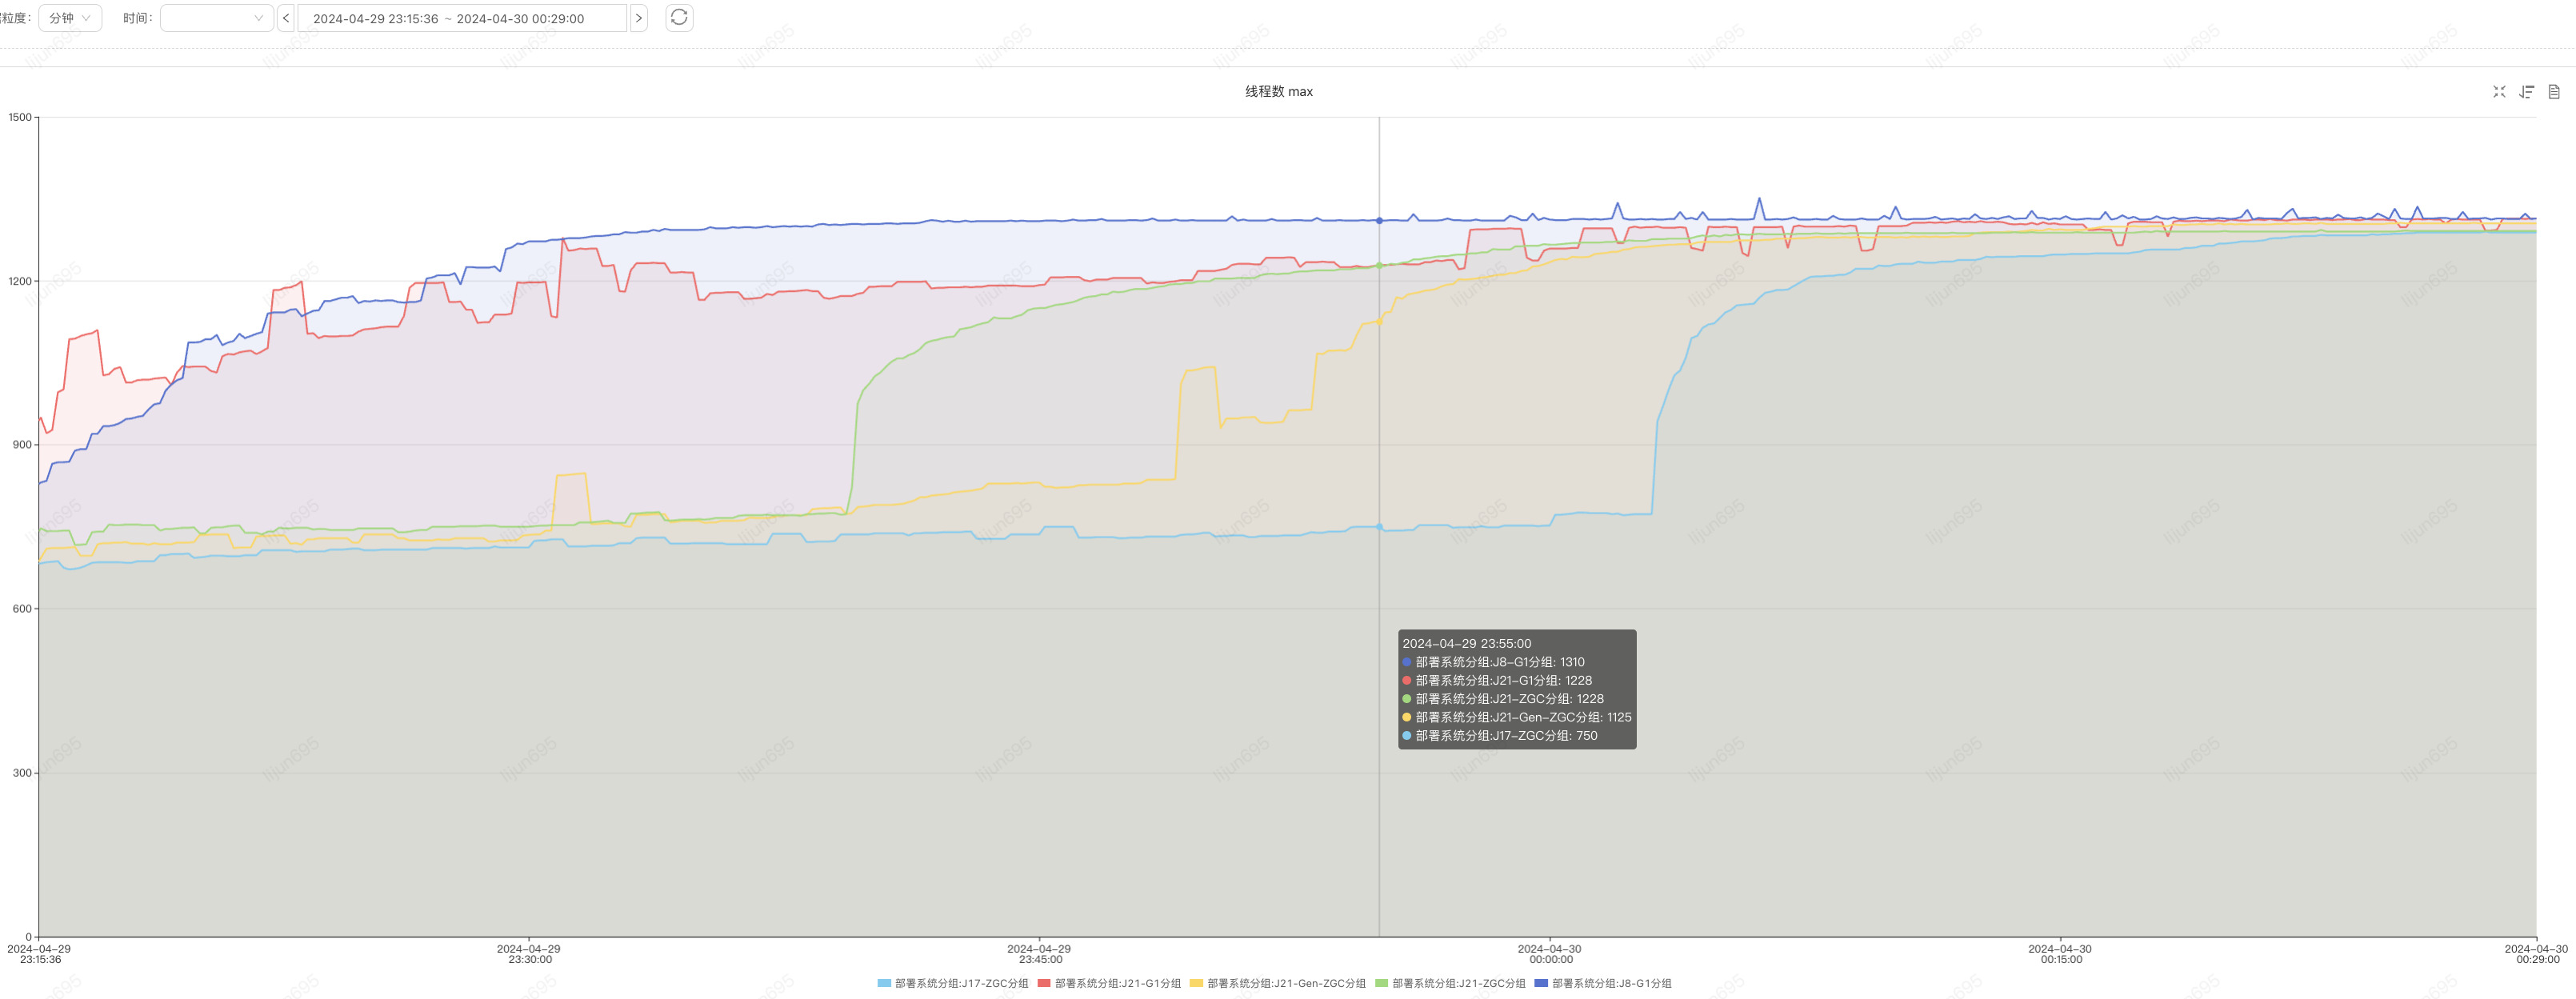 粒度: 分钟 时间: < 2024-04-29 23:15:36 ~ 2024-04-30 00:29:00 >
线程数 max
1500
1200
900
600
300
0
2024-04-29 23:55:00
部署系统分组:J8-G1分组: 1310
部署系统分组:J21-G1分组: 1228
部署系统分组:J21-ZGC分组: 1228
部署系统分组:J21-Gen-ZGC分组: 1125
部署系统分组:J17-ZGC分组: 750
2024-04-29 2024-04-29 2024-04-29 2024-04-30 2024-04-30 2024-04-30
23:15:36 23:30:00 23:45:00 00:00:00 00:15:00 00:29:00
部署系统分组:J17-ZGC分组 部署系统分组:J21-G1分组 部署系统分组:J21-Gen-ZGC分组 部署系统分组:J21-ZGC分组 部署系统分组:J8-G1分组